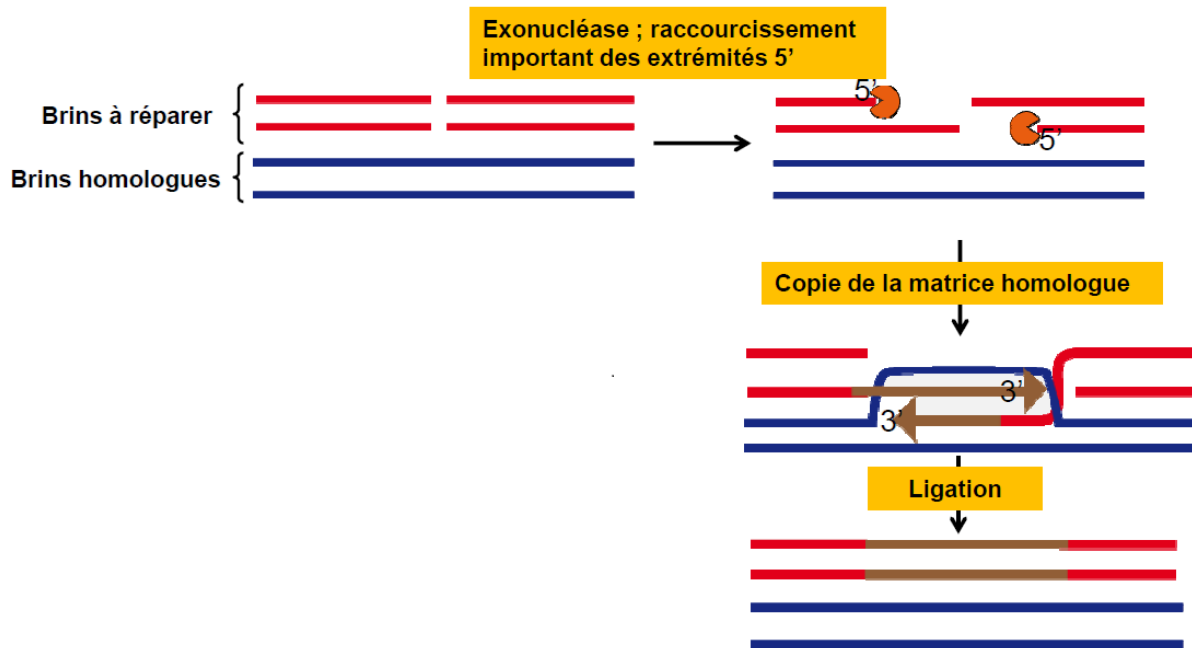 Exonucléase ; raccourcissement
important des extrémités 5’
Brins à réparer
Brins homologues
5’
5’
Copie de la matrice homologue
3’
3’
Ligation